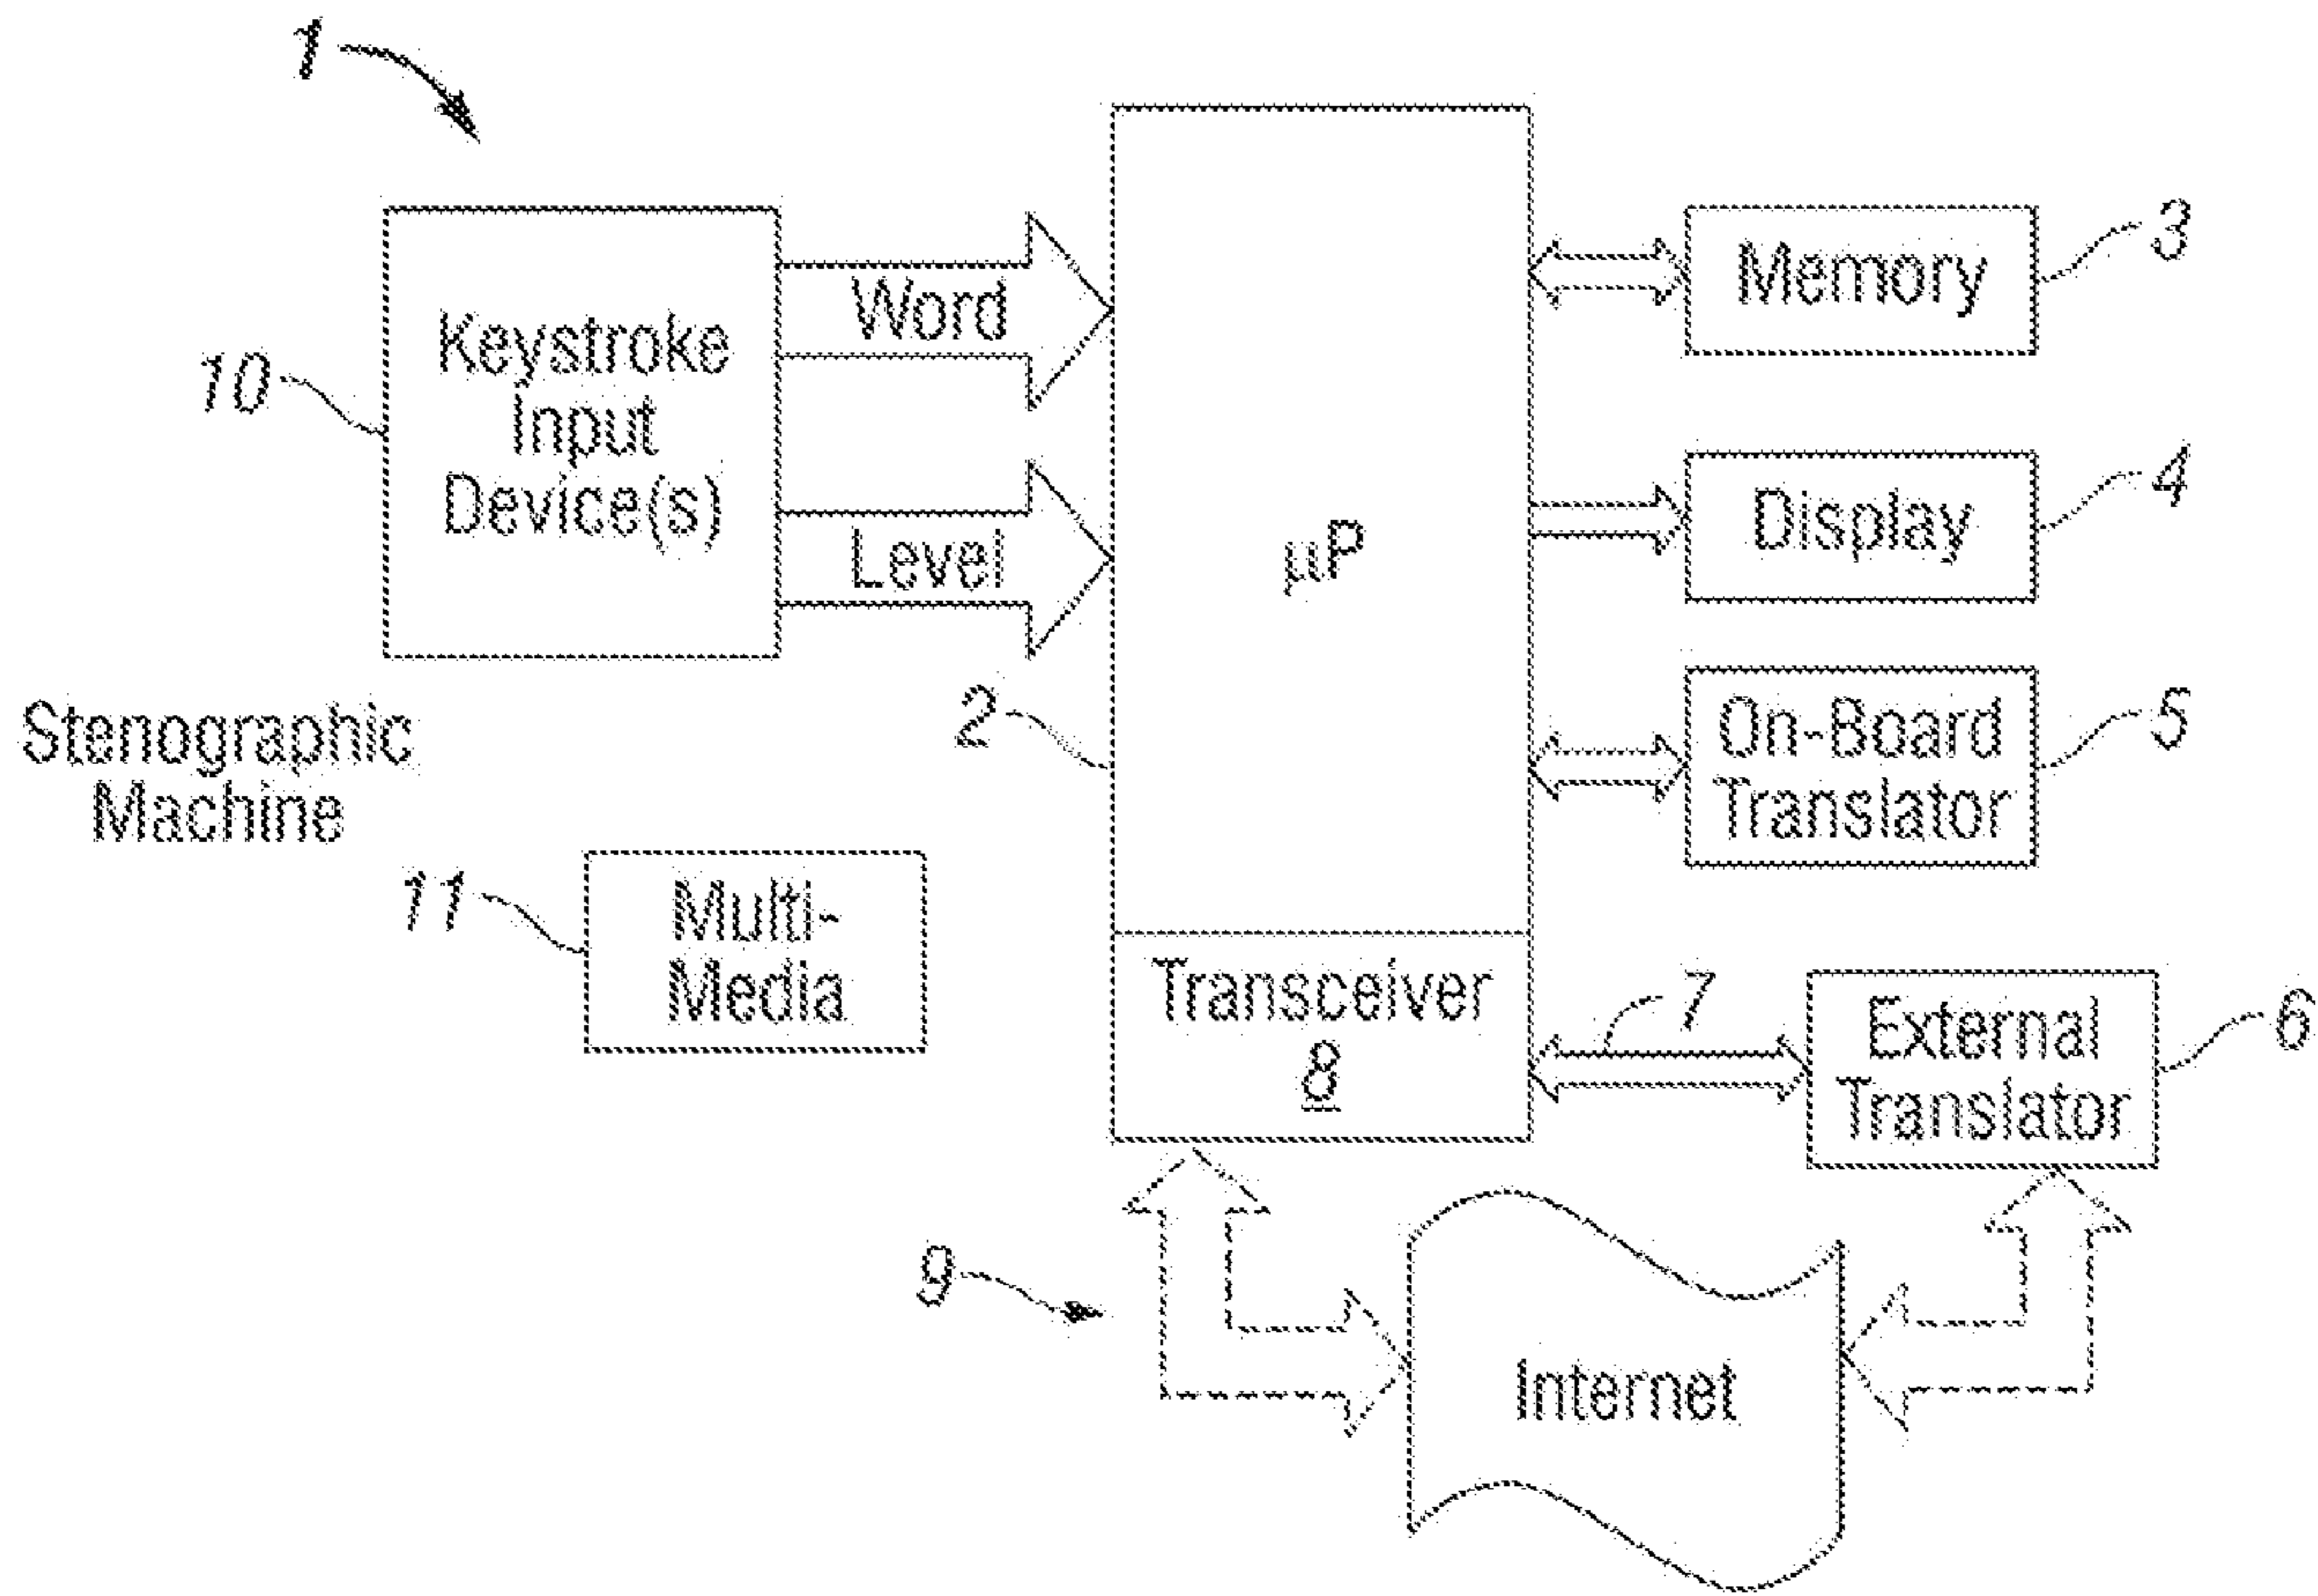 1
10
Keystroke
Input
Device(s)
Word
Level
μP
2
Memory
3
Display
4
On-Board
Translator
5
Stenographic
Machine
11
Multi-
Media
Transceiver
8
7
External
Translator
6
9
Internet